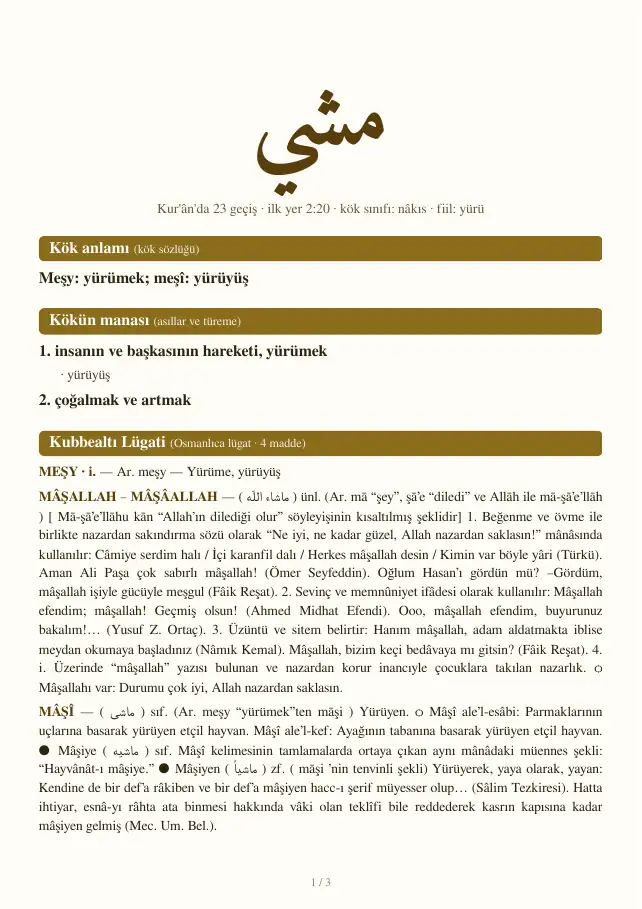 مشي
Kur'ân'da 23 geçiş · ilk yer 2:20 · kök sınıfı: nâkıs · fiil: yürü
Kök anlamı (kök sözlüğü)
Meşy: yürümek; meşî: yürüyüş
Kökün manası (asıllar ve türeme)
1. insanın ve başkasının hareketi, yürümek
· yürüyüş
2. çoğalmak ve artmak
Kubbealtı Lügati (Osmanlıca lügat · 4 madde)
MEŞY · i. — Ar. meşy — Yürüme, yürüyüş
MÂŞALLAH – MÂŞÂALLAH — ( ماشاء اللّه ) ünl. (Ar. mā “şey”, şā’e “diledi” ve Allāh ile mā-şā’e’llāh
) [ Mā-şā’e’llāhu kān “Allah’ın dilediği olur” söyleyişinin kısaltılmış şeklidir] 1. Beğenme ve övme ile
birlikte nazardan sakındırma sözü olarak “Ne iyi, ne kadar güzel, Allah nazardan saklasın!” mânâsında
kullanılır: Câmiye serdim halı / İçi karanfil dalı / Herkes mâşallah desin / Kimin var böyle yâri (Türkü).
Aman Ali Paşa çok sabırlı mâşallah! (Ömer Seyfeddin). Oğlum Hasan’ı gördün mü? –Gördüm,
mâşallah işiyle gücüyle meşgul (Fâik Reşat). 2. Sevinç ve memnûniyet ifâdesi olarak kullanılır: Mâşallah
efendim; mâşallah! Geçmiş olsun! (Ahmed Midhat Efendi). Ooo, mâşallah efendim, buyurunuz
bakalım!… (Yusuf Z. Ortaç). 3. Üzüntü ve sitem belirtir: Hanım mâşallah, adam aldatmakta iblise
meydan okumaya başladınız (Nâmık Kemal). Mâşallah, bizim keçi bedâvaya mı gitsin? (Fâik Reşat). 4.
i. Üzerinde “mâşallah” yazısı bulunan ve nazardan korur inancıyle çocuklara takılan nazarlık. ○
Mâşallahı var: Durumu çok iyi, Allah nazardan saklasın.
MÂŞÎ — ( ماشى ) sıf. (Ar. meşy “yürümek”ten māşі ) Yürüyen. ○ Mâşî ale’l-esâbi: Parmaklarının
uçlarına basarak yürüyen etçil hayvan. Mâşî ale’l-kef: Ayağının tabanına basarak yürüyen etçil hayvan.
● Mâşiye ( ماشيه ) sıf. Mâşî kelimesinin tamlamalarda ortaya çıkan aynı mânâdaki müennes şekli:
“Hayvânât-ı mâşiye.” ● Mâşiyen ( ماشياً ) zf. ( māşi ’nin tenvinli şekli) Yürüyerek, yaya olarak, yayan:
Kendine de bir def’a râkiben ve bir def’a mâşiyen hacc-ı şerif müyesser olup… (Sâlim Tezkiresi). Hatta
ihtiyar, esnâ-yı râhta ata binmesi hakkında vâki olan teklîfi bile reddederek kasrın kapısına kadar
mâşiyen gelmiş (Mec. Um. Bel.).
1 / 3